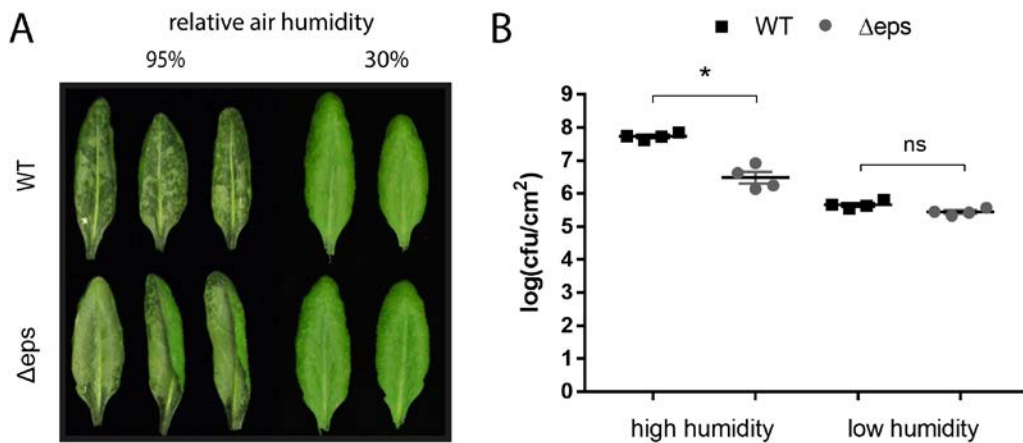 A
relative air humidity
95%
30%
WT
Δeps
B
WT
Δeps
*
ns
log(cfu/cm²)
9
8
7
6
5
4
3
2
1
0
high humidity
low humidity